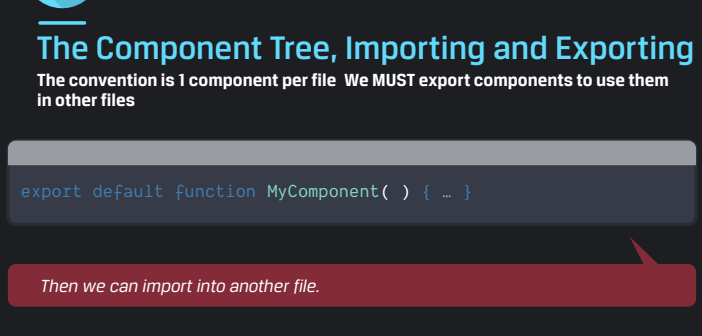 The Component Tree, Importing and Exporting
The convention is 1 component per file  We MUST export components to use them
in other files
export default function MyComponent( ) { … }
Then we can import into another file.